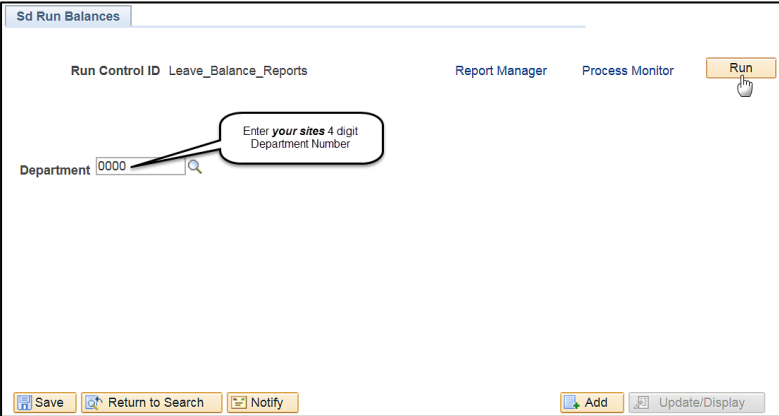 Sd Run Balances
Run Control ID Leave_Balance_Reports Report Manager Process Monitor Run
Enter your sites 4 digit
Department Number
Department 0000
Save Return to Search Notify Add Update/Display